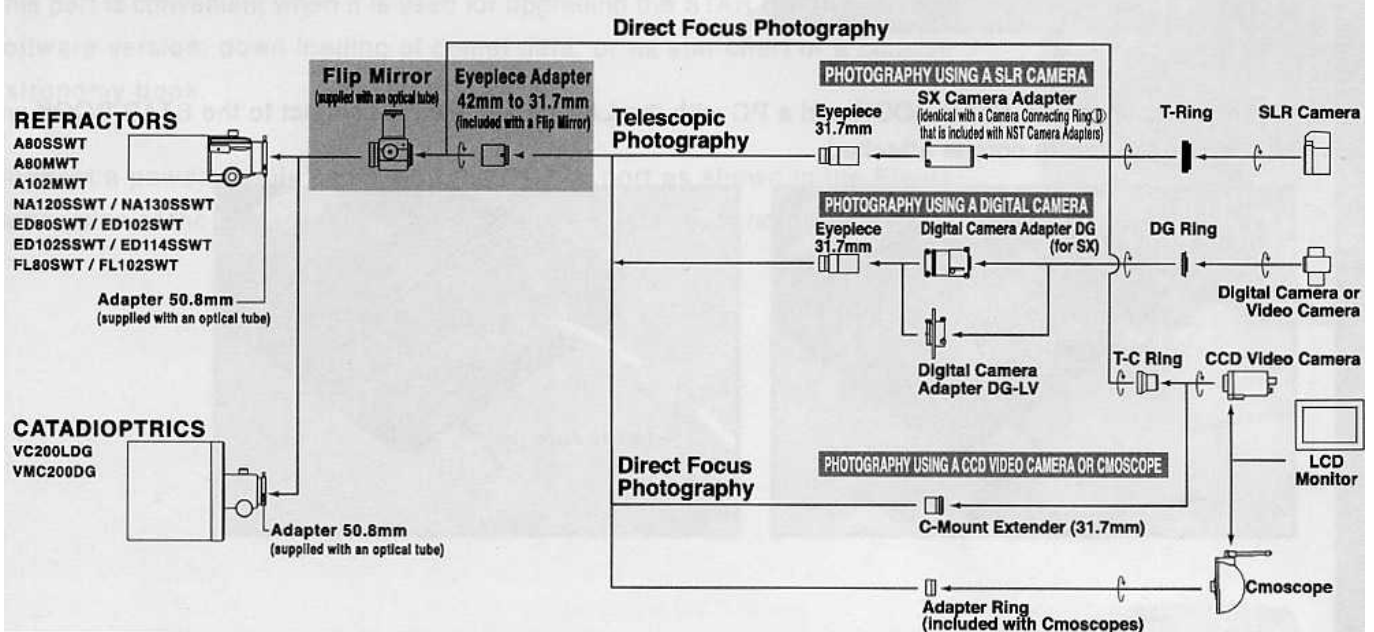 Direct Focus Photography
Flip Mirror
(supplied with an optical tube)
Eyepiece Adapter
42mm to 31.7mm
(included with a Flip Mirror)
PHOTOGRAPHY USING A SLR CAMERA
Eyepiece
31.7mm
SX Camera Adapter
(identical with a Camera Connecting Ring D
that is included with NST Camera Adapters)
T-Ring
SLR Camera
Telescopic
Photography
REFRACTORS
A80SSWT
A80MWT
A102MWT
NA120SSWT / NA130SSWT
ED80SWT / ED102SWT
ED102SSWT / ED114SSWT
FL80SWT / FL102SWT
Adapter 50.8mm
(supplied with an optical tube)
PHOTOGRAPHY USING A DIGITAL CAMERA
Eyepiece
31.7mm
Digital Camera Adapter DG
(for SX)
DG Ring
Digital Camera or
Video Camera
Digital Camera
Adapter DG-LV
T-C Ring
CCD Video Camera
LCD
Monitor
CATADIOPTRICS
VC200LDG
VMC200DG
Adapter 50.8mm
(supplied with an optical tube)
Direct Focus
Photography
PHOTOGRAPHY USING A CCD VIDEO CAMERA OR CMOSCOPE
C-Mount Extender (31.7mm)
Cmoscope
Adapter Ring
(included with Cmoscopes)